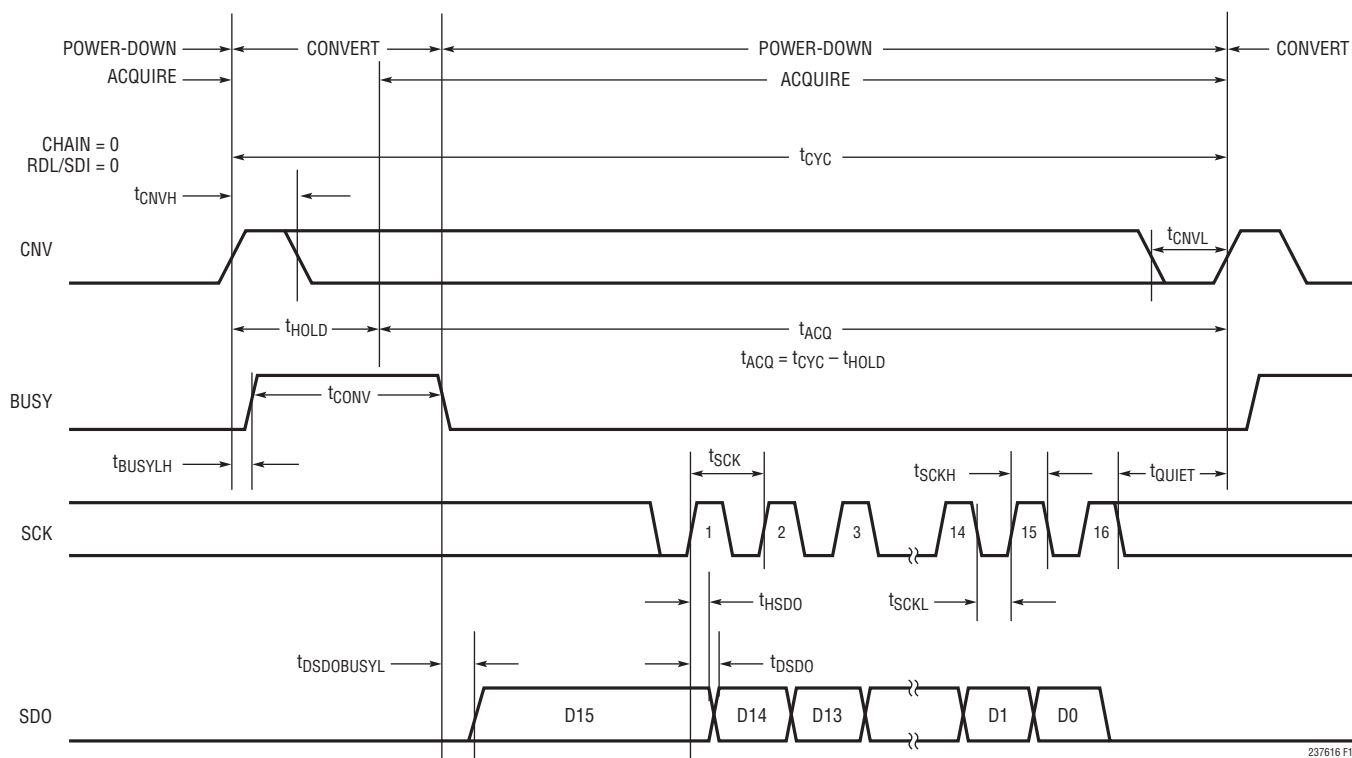 POWER-DOWN CONVERT POWER-DOWN CONVERT
ACQUIRE ACQUIRE
CHAIN = 0
RDL/SDI = 0
tCYC
tCNVH
CNV
tCNVL
tHOLD tACQ
tACQ = tCYC – tHOLD
BUSY
tCONV
tBUSYLH
tSCK tSCKH tQUIET
SCK 1 2 3 14 15 16
tHSDO tSCKL
tDSDOBUSYL tDSDO
SDO D15 D14 D13 D1 D0
237616 F1